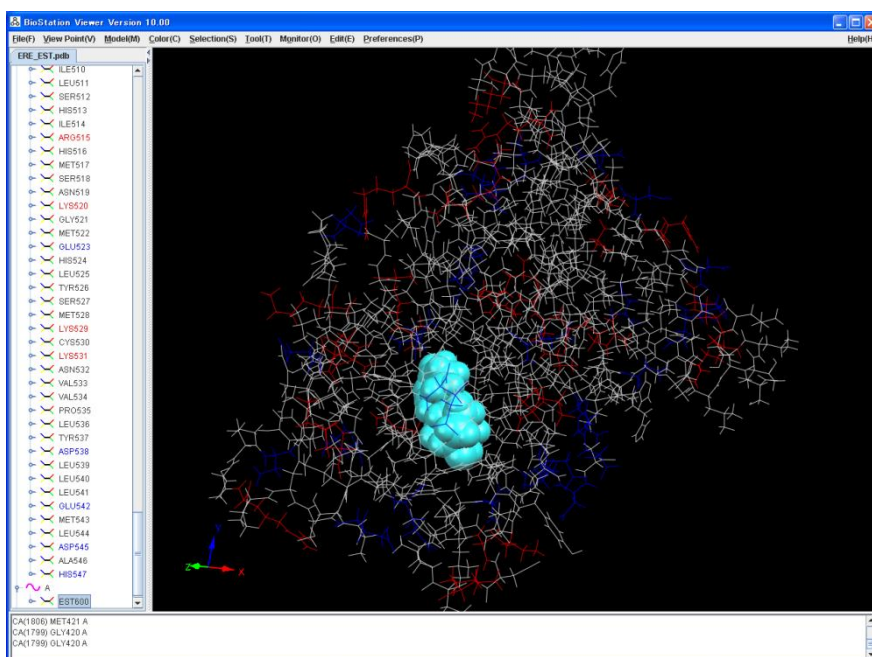 BioStation Viewer Version 10.00
File(F) View Point(V) Model(M) Color(C) Selection(S) Tool(T) Monitor(O) Edit(E) Preferences(P) Help(H
ERE_EST.pdb
ILE510
LEU511
SER512
HIS513
ILE514
ARG515
HIS516
MET517
SER518
ASN519
LYS520
GLY521
MET522
GLU523
HIS524
LEU525
TYR526
SER527
MET528
LYS529
CYS530
LYS531
ASN532
VAL533
VAL534
PRO535
LEU536
TYR537
ASP538
LEU539
LEU540
LEU541
GLU542
MET543
LEU544
ASP545
ALA546
HIS547
A
EST600
Y
Z
X
CA(1806) MET421 A
CA(1799) GLY420 A
CA(1799) GLY420 A